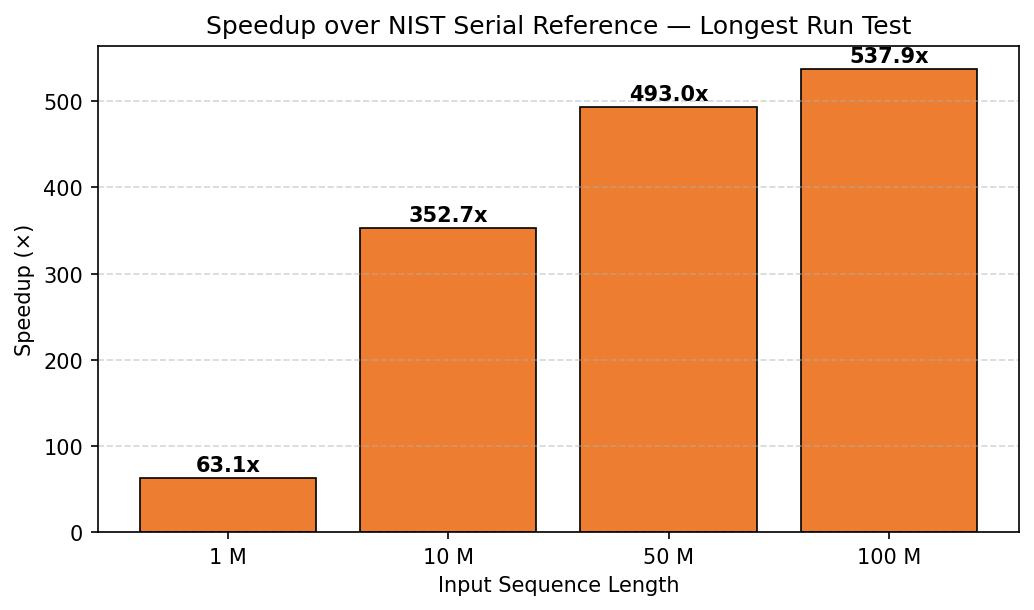 Speedup over NIST Serial Reference — Longest Run Test
537.9x
493.0x
352.7x
63.1x
500
400
300
200
100
0
Speedup (×)
1 M
10 M
50 M
100 M
Input Sequence Length